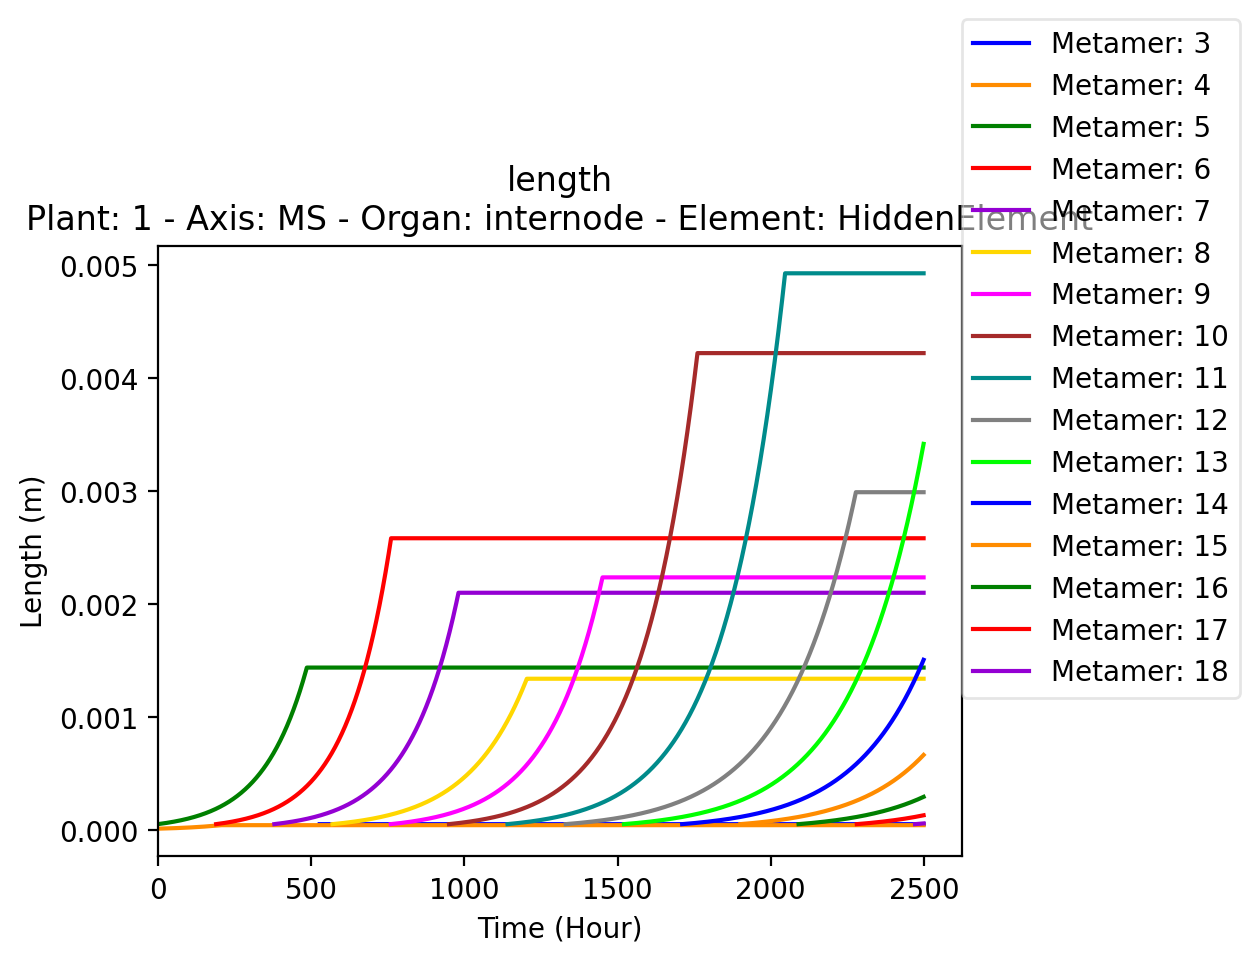 length
Plant: 1 - Axis: MS - Organ: internode - Element: HiddenElement
Metamer: 3
Metamer: 4
Metamer: 5
Metamer: 6
Metamer: 7
Metamer: 8
Metamer: 9
Metamer: 10
Metamer: 11
Metamer: 12
Metamer: 13
Metamer: 14
Metamer: 15
Metamer: 16
Metamer: 17
Metamer: 18
Length (m)
0.005
0.004
0.003
0.002
0.001
0.000
0 500 1000 1500 2000 2500
Time (Hour)